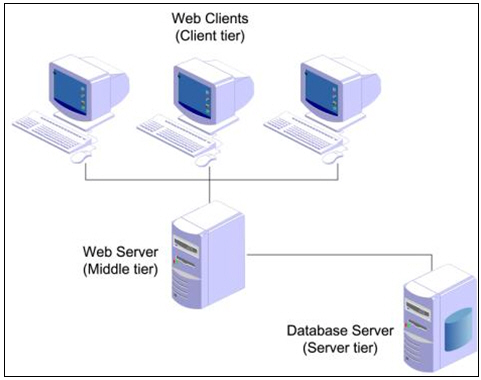 Web Clients
(Client tier)
Web Server
(Middle tier)
Database Server
(Server tier)